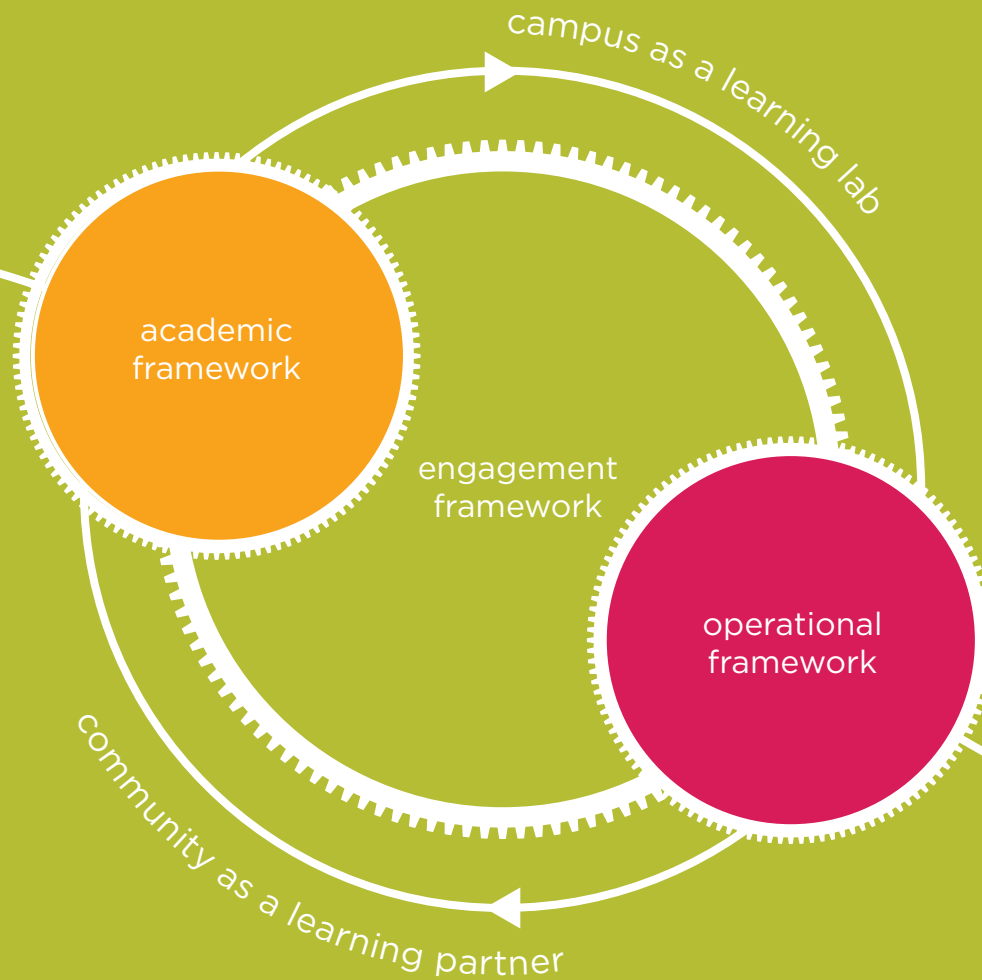 campus as a learning lab
academic
framework
engagement
framework
operational
framework
community as a learning partner